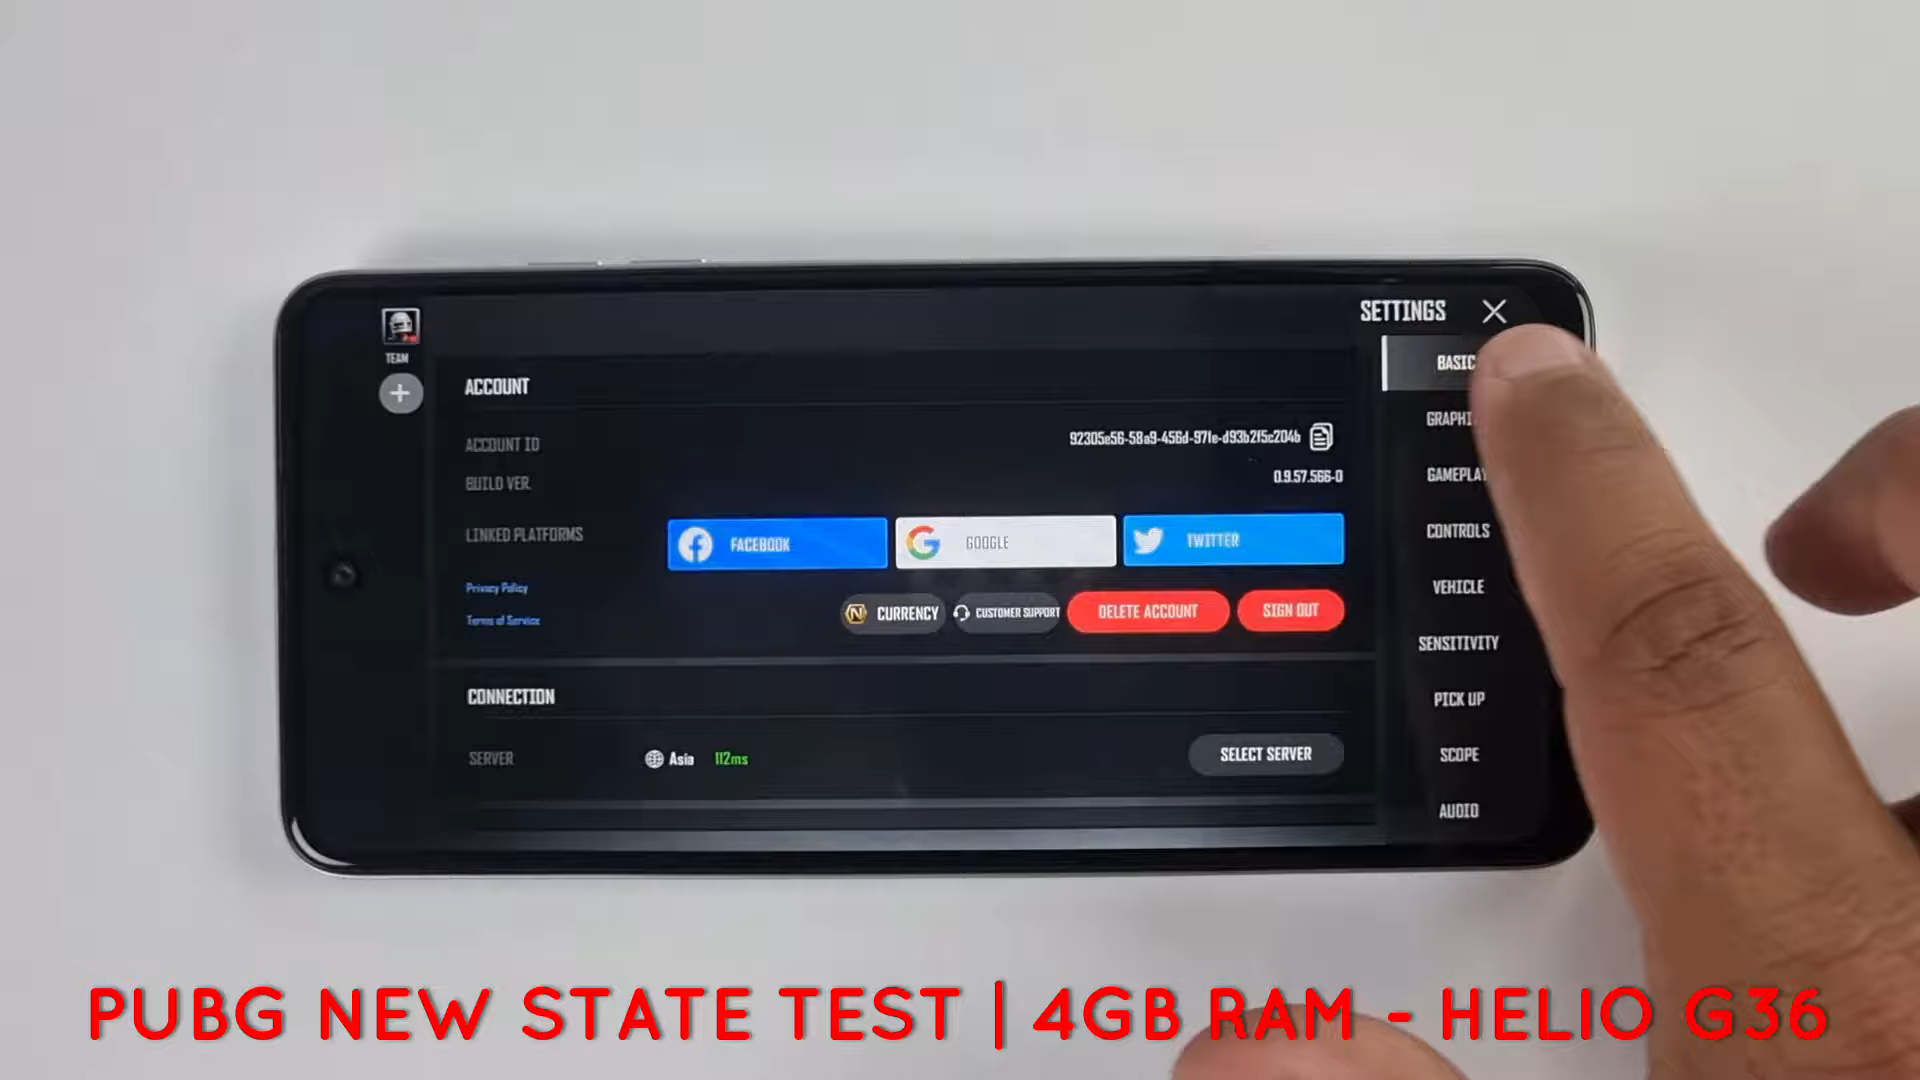 SETTINGS
TEAM
BASIC
ACCOUNT
GRAPHI
ACCOUNT ID 92305e56-58a9-456d-971e-d93b2f5c204b
BUILD VER. 0.9.57.566-0
GAMEPLAY
LINKED PLATFORMS FACEBOOK GOOGLE TWITTER
CONTROLS
Privacy Policy
VEHICLE
Terms of Service
CURRENCY CUSTOMER SUPPORT DELETE ACCOUNT SIGN OUT
SENSITIVITY
CONNECTION
PICK UP
SERVER Asia 112ms SELECT SERVER
SCOPE
AUDIO
PUBG NEW STATE TEST | 4GB RAM - HELIO G36